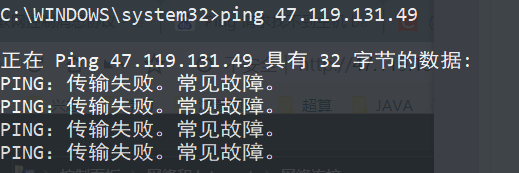 C:\WINDOWS\system32>ping 47.119.131.49
正在 Ping 47.119.131.49 具有 32 字节的数据:
PING: 传输失败。常见故障。
PING: 传输失败。常见故障。
超算 JAVA
PING: 传输失败。常见故障。
PING: 传输失败。常见故障。